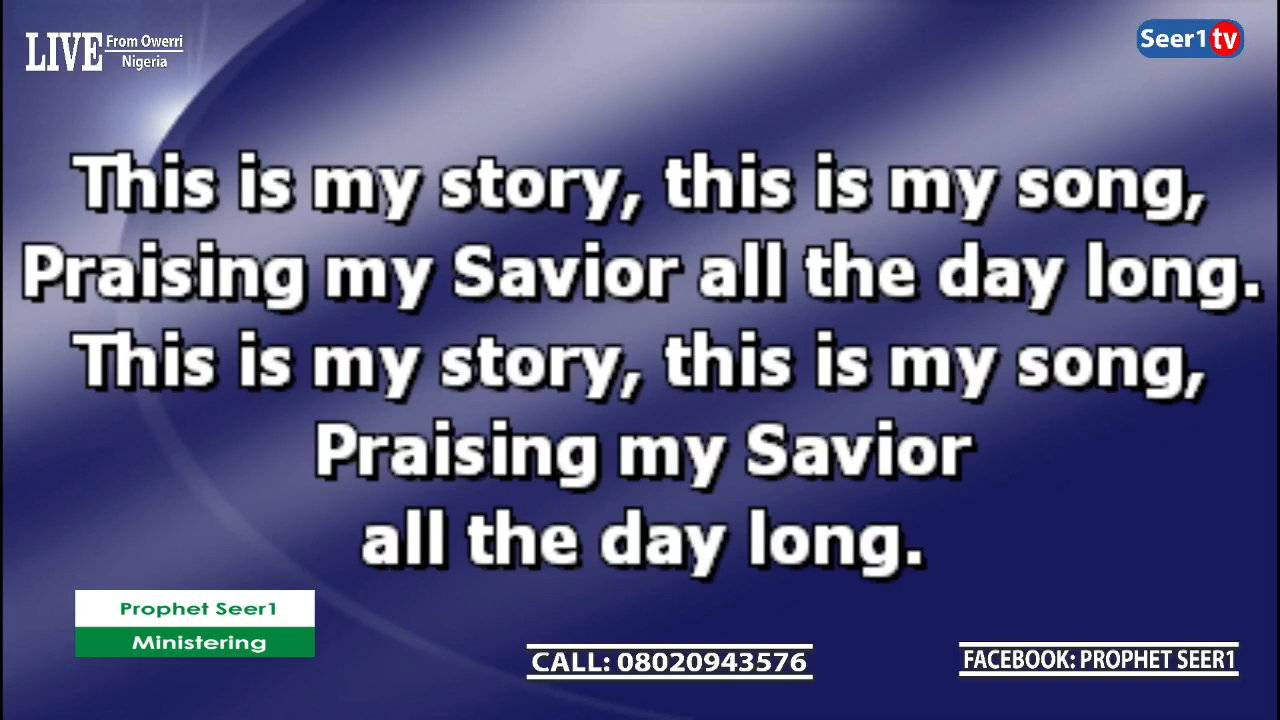 LIVE From Owerri
Nigeria
Seer1 tv
This is my story, this is my song,
Praising my Savior all the day long.
This is my story, this is my song,
Praising my Savior
all the day long.
Prophet Seer1
Ministering
CALL: 08020943576
FACEBOOK: PROPHET SEER1